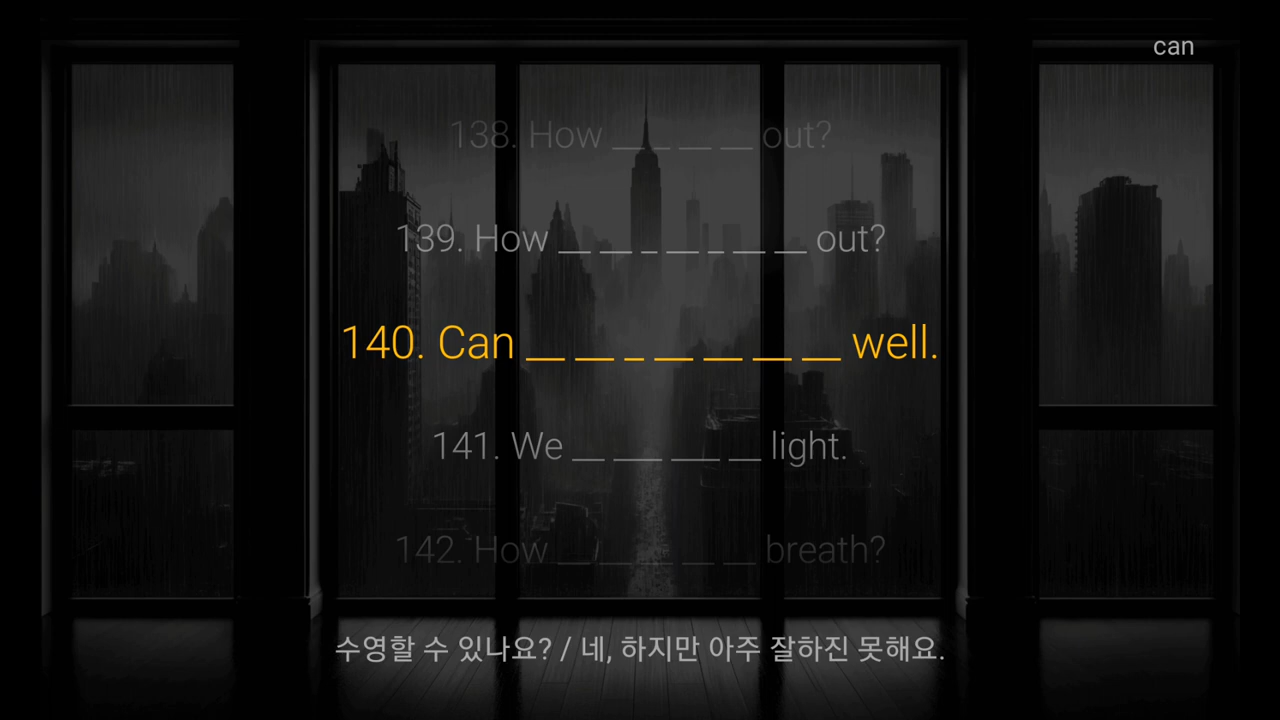 can
138. How __ _ __ __ out?
139. How __ __ _ __ _ __ __ out?
140. Can __ __ _ __ __ __ __ well.
141. We __ ___ ___ __ light.
142. How __ __ __ __ __ breath?
수영할 수 있나요? / 네, 하지만 아주 잘하진 못해요.